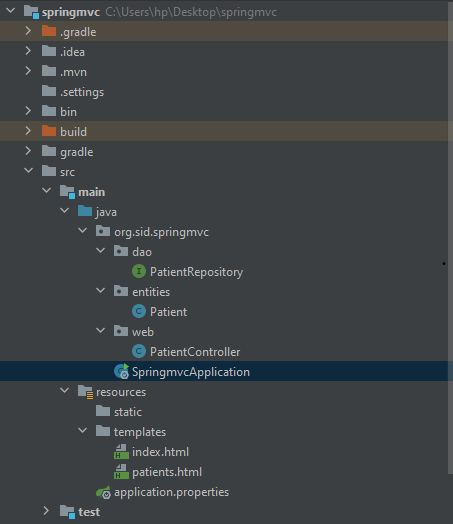 springmvc C:\Users\hp\Desktop\springmvc
.gradle
.idea
.mvn
.settings
bin
build
gradle
src
main
java
org.sid.springmvc
dao
I PatientRepository
entities
C Patient
web
C PatientController
SpringmvcApplication
resources
static
templates
H index.html
H patients.html
application.properties
test